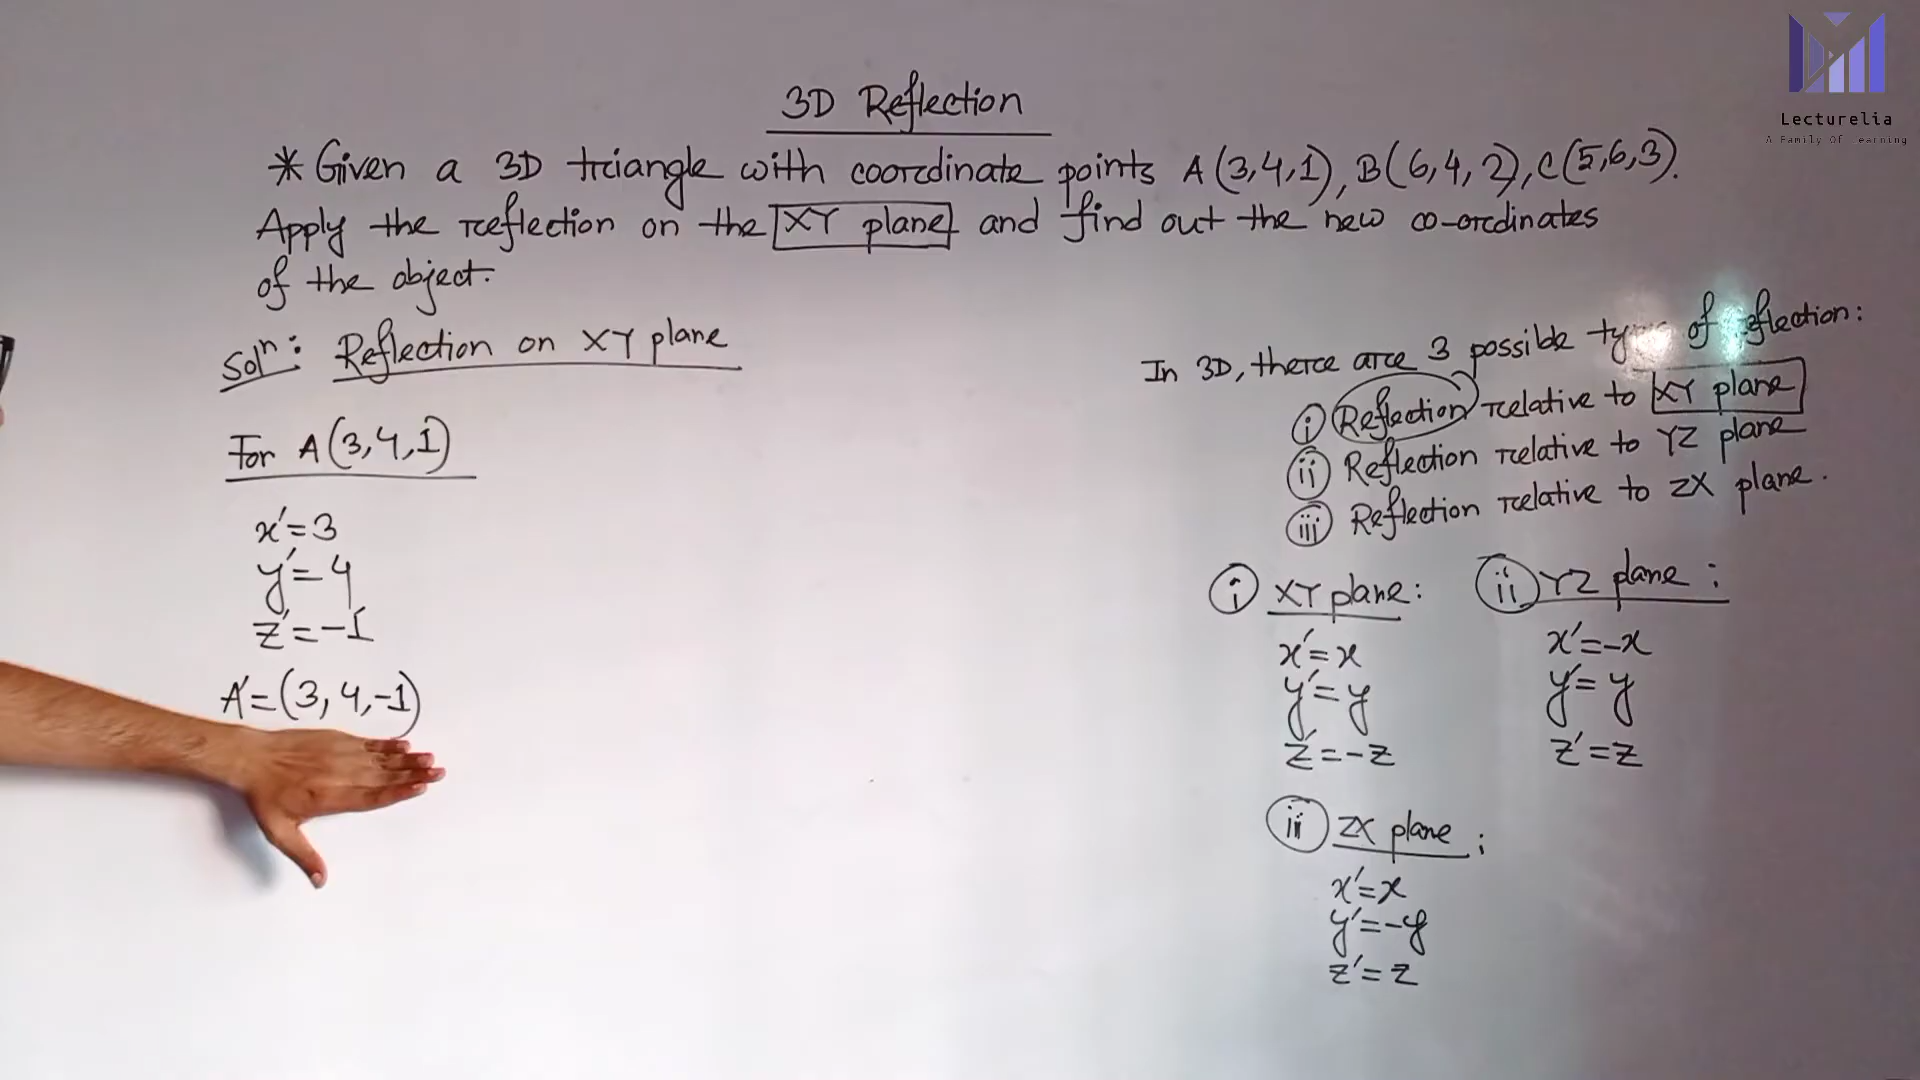 Lecturelia
A Family Of Learning
3D Reflection
* Given a 3D triangle with coordinate points A(3,4,1), B(6,4,2), C(5,6,3).
Apply the reflection on the XY plane and find out the new co-ordinates
of the object.
Solⁿ: Reflection on XY plane
For A(3,4,1)
x'=3
y'=4
z'=-1
A'=(3,4,-1)
In 3D, there are 3 possible of reflection:
i Reflection relative to XY plane
ii Reflection relative to YZ plane
iii Reflection relative to ZX plane.
i XY plane:
x'=x
y'=y
z'=-z
ii YZ plane:
x'=-x
y'=y
z'=z
ii ZX plane:
x'=x
y'=-y
z'=z